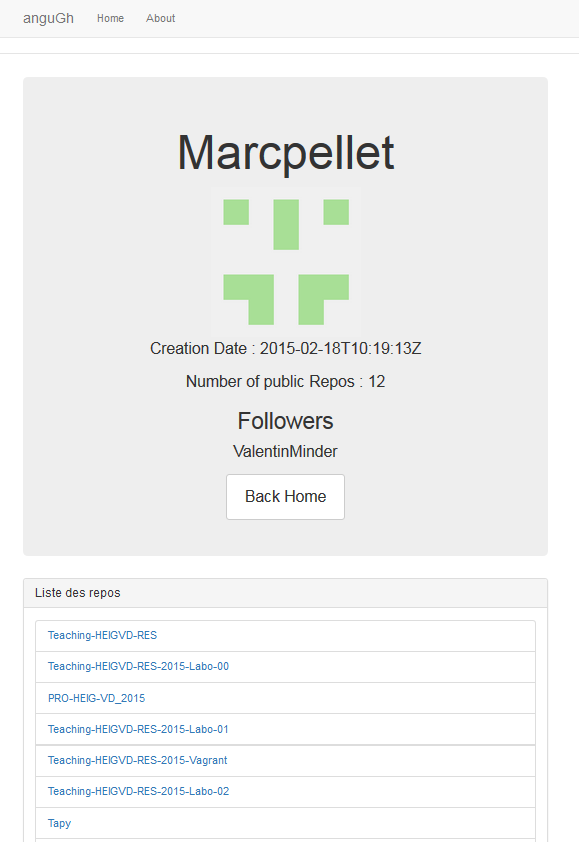 anuGh Home About
Marcpellet
Creation Date : 2015-02-18T10:19:13Z
Number of public Repos : 12
Followers
ValentinMinder
Back Home
Liste des repos
Teaching-HEIGVD-RES
Teaching-HEIGVD-RES-2015-Labo-00
PRO-HEIG-VD_2015
Teaching-HEIGVD-RES-2015-Labo-01
Teaching-HEIGVD-RES-2015-Vagrant
Teaching-HEIGVD-RES-2015-Labo-02
Tapy